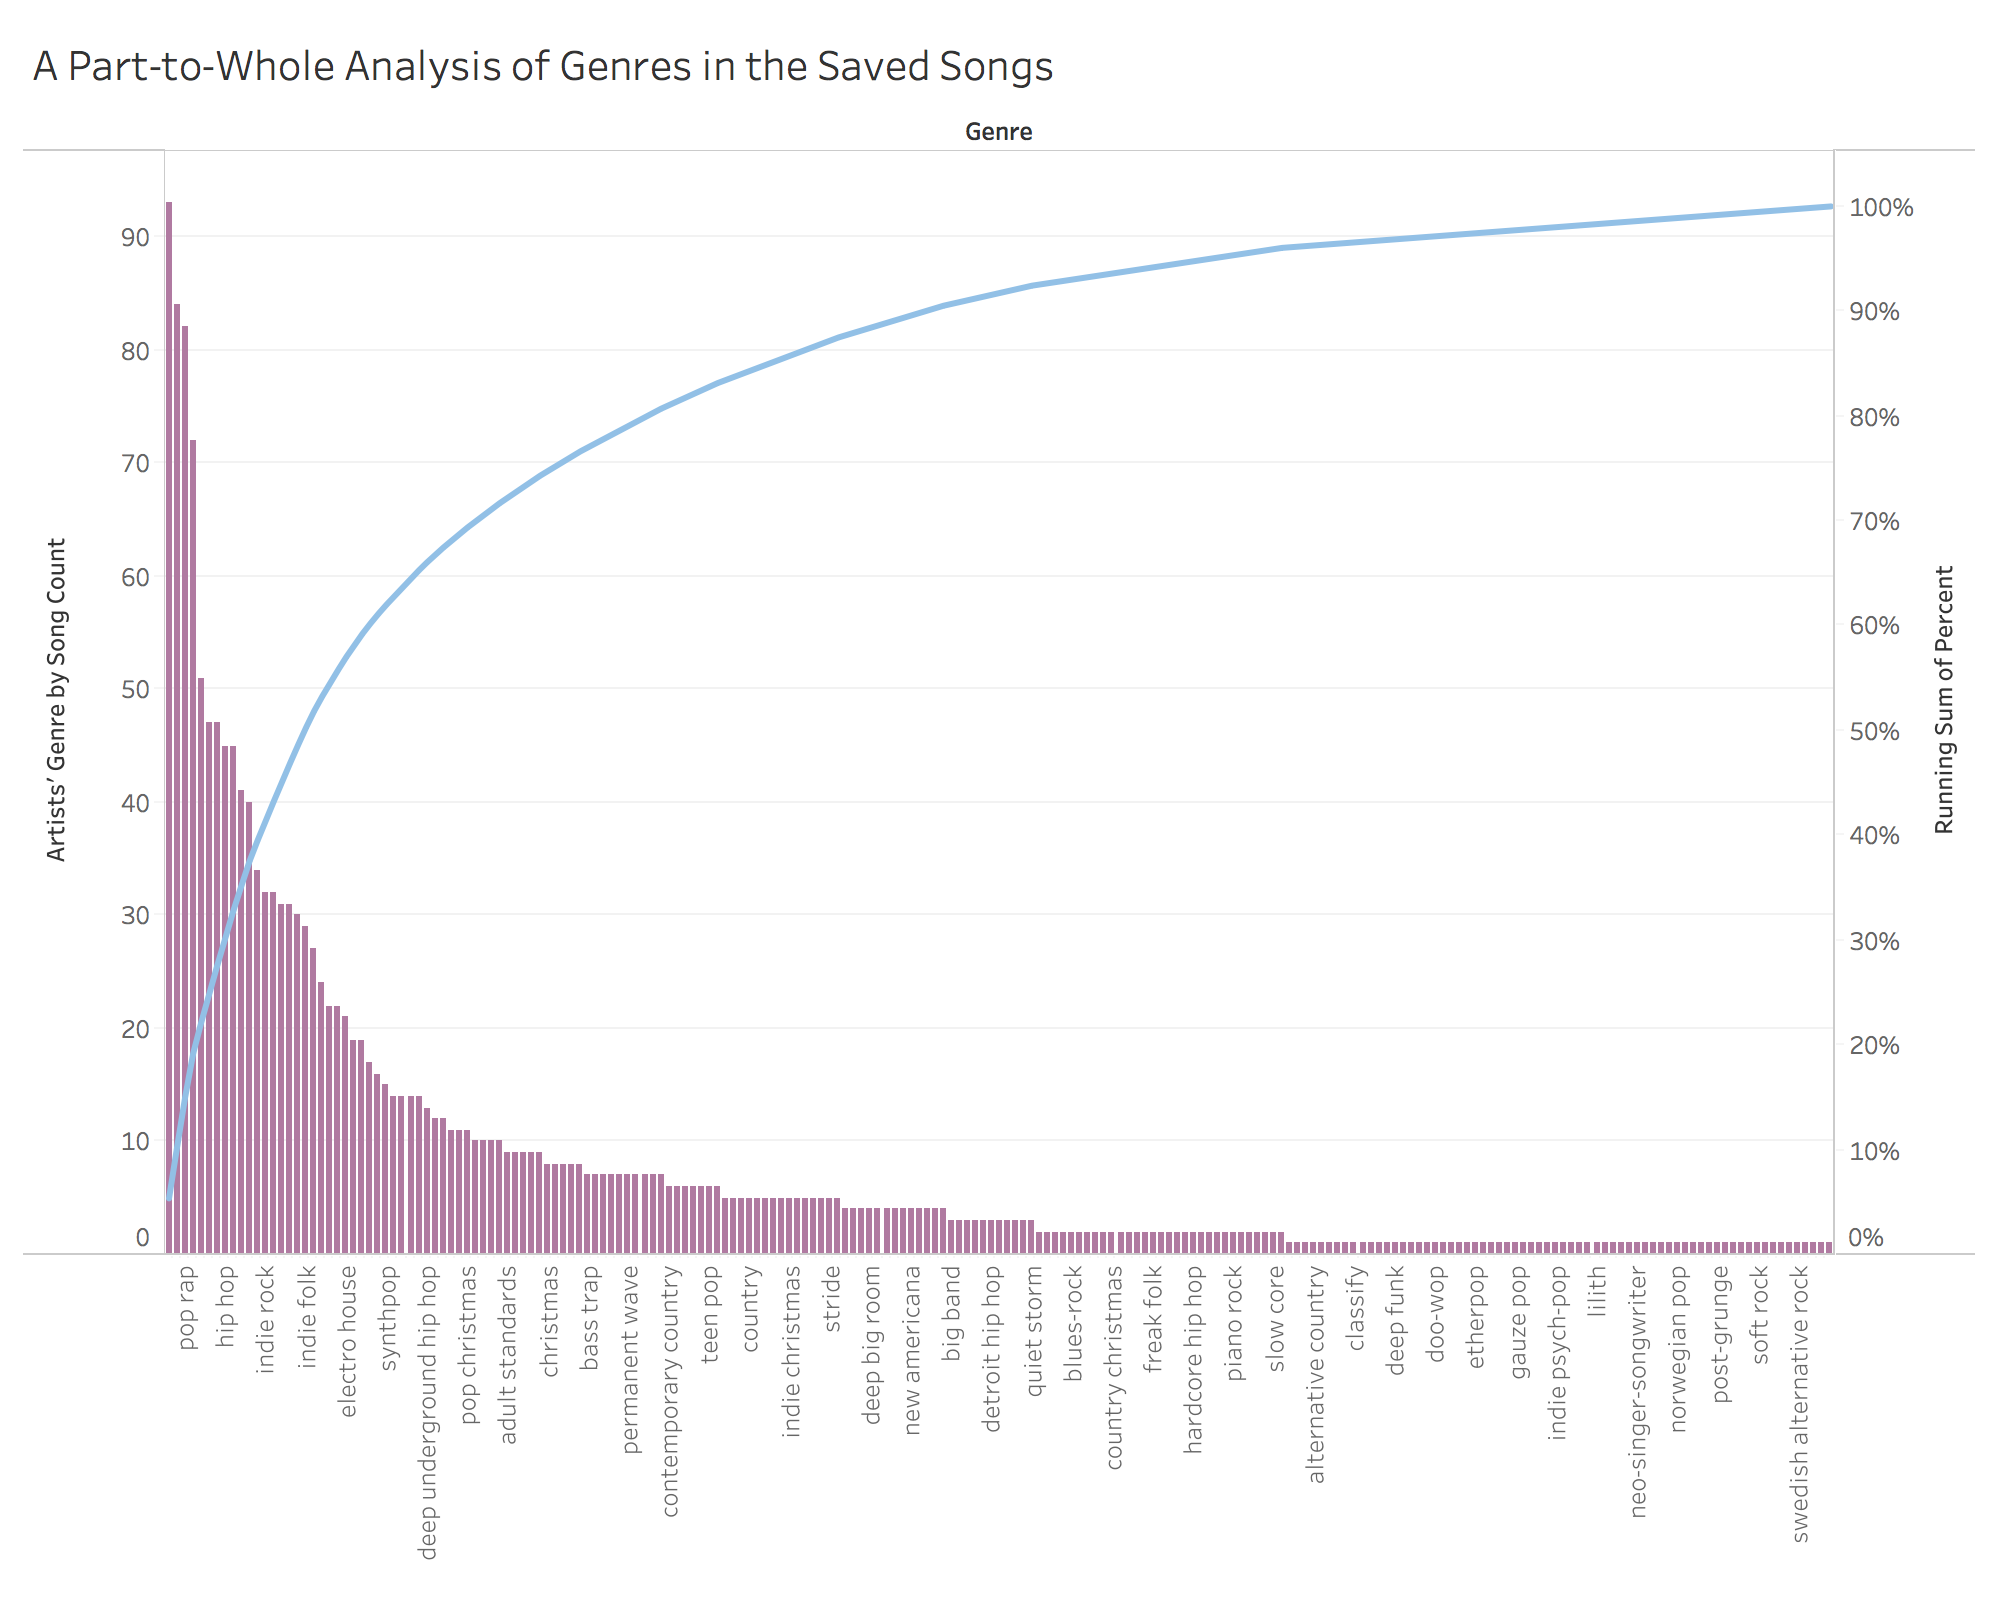 A Part-to-Whole Analysis of Genres in the Saved Songs
Genre
Artists’ Genre by Song Count
90
80
70
60
50
40
30
20
10
0
100%
90%
80%
70%
60%
50%
40%
30%
20%
10%
0%
Running Sum of Percent
pop rap
hip hop
indie rock
indie folk
electro house
synthpop
deep underground hip hop
pop christmas
adult standards
christmas
bass trap
permanent wave
contemporary country
teen pop
country
indie christmas
stride
deep big room
new americana
big band
detroit hip hop
quiet storm
blues-rock
country christmas
freak folk
hardcore hip hop
piano rock
slow core
alternative country
classify
deep funk
doo-wop
etherpop
gauze pop
indie psych-pop
lilith
neo-singer-songwriter
norwegian pop
post-grunge
soft rock
swedish alternative rock